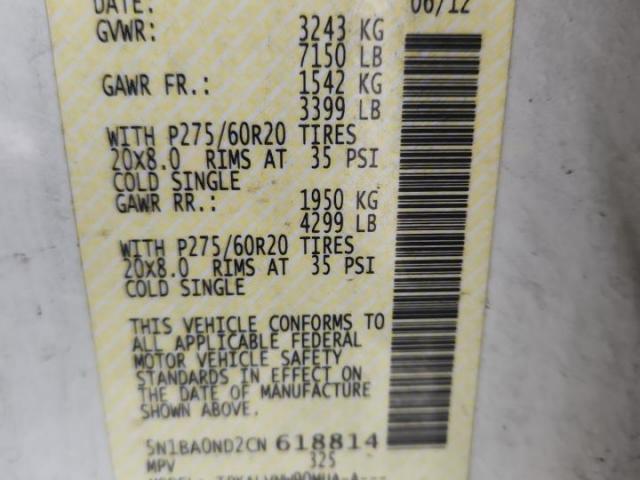 DATE: 06/12
GVWR: 3243 KG
7150 LB
GAWR FR.: 1542 KG
3399 LB
WITH P275/60R20 TIRES
20X8.0 RIMS AT 35 PSI
COLD SINGLE
GAWR RR.: 1950 KG
4299 LB
WITH P275/60R20 TIRES
20X8.0 RIMS AT 35 PSI
COLD SINGLE
THIS VEHICLE CONFORMS TO
ALL APPLICABLE FEDERAL
MOTOR VEHICLE SAFETY
STANDARDS IN EFFECT ON
THE DATE OF MANUFACTURE
SHOWN ABOVE.
5N1BA0ND2CN 618814
MPV 325